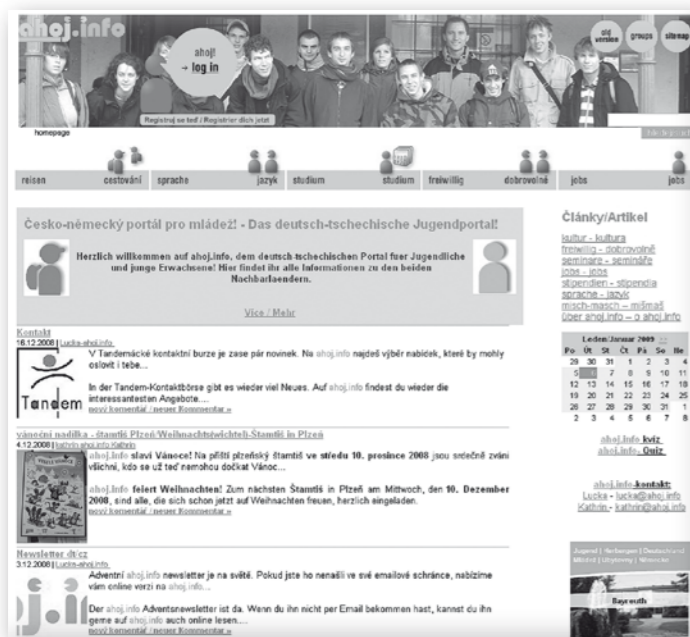 ahoj.info
ahoj!
→ log in
old version
groups
sitemap
Registruj se teď / Registrier dich jetzt
homepage
reisen cestování
sprache jazyk
studium studium
freiwillig dobrovolně
jobs jobs
Česko-německý portál pro mládež! - Das deutsch-tschechische Jugendportal!
Herzlich willkommen auf ahoj.info, dem deutsch-tschechischen Portal fuer Jugendliche
und junge Erwachsene! Hier findet ihr alle Informationen zu den beiden
Nachbarlaendern.
Více / Mehr
Kontakt
16.12.2008 | Lucka-ahoj.info
Tandem
V Tandemácké kontaktní burze je zase pár novinek. Na ahoj.info najdeš výběr nabídek, které by mohly
oslovit i tebe...
In der Tandem-Kontaktbörse gibt es wieder viel Neues. Auf ahoj.info findest du wieder die
interessantesten Angebote....
nový komentář / neuer Kommentar »
vánoční nadílka - štamtiš Plzeň/Weihnachts(wichtel)-Štamtiš in Plzeň
4.12.2008 | kathrin ahoj.info Kathrin
ahoj.info slaví Vánoce! Na příští plzeňský štamtiš ve středu 10. prosince 2008 jsou srdečně zváni
všichni, kdo se už teď nemohou dočkat Vánoc...
ahoj.info feiert Weihnachten! Zum nächsten Štamtiš in Plzeň am Mittwoch, den 10. Dezember
2008, sind alle, die sich schon jetzt auf Weihnachten freuen, herzlich eingeladen.
nový komentář / neuer Kommentar »
Newsletter dt/cz
3.12.2008 | Lucka-ahoj.info
Adventní ahoj.info newsletter je na světě. Pokud jste ho nenašli ve své emailové schránce, nabízíme
vám online verzi na ahoj.info...
Der ahoj.info Adventsnewsletter ist da. Wenn du ihn nicht per Email bekommen hast, kannst du ihn
gerne auf ahoj.info auch online lesen....
nový komentář / neuer Kommentar »
Články/Artikel
kultur - kultura
freiwillig - dobrovolně
seminare - semináře
jobs - jobs
stipendien - stipendia
sprache - jazyk
misch-masch – mišmaš
über ahoj.info – o ahoj.info
Leden/Januar 2009 >>
Po Út St Čt Pá So Ne
29 30 31 1 2 3 4
5 6 7 8 9 10 11
12 13 14 15 16 17 18
19 20 21 22 23 24 25
26 27 28 29 30 31 1
2 3 4 5 6 7 8
ahoj.info kvíz
ahoj.info- Quiz
ahoj.info-kontakt:
Lucka - lucka@ahoj.info
Kathrin - kathrin@ahoj.info
Jugend | Herbergen | Deutschland
Mládež | Ubytovny | Německo
Bayreuth